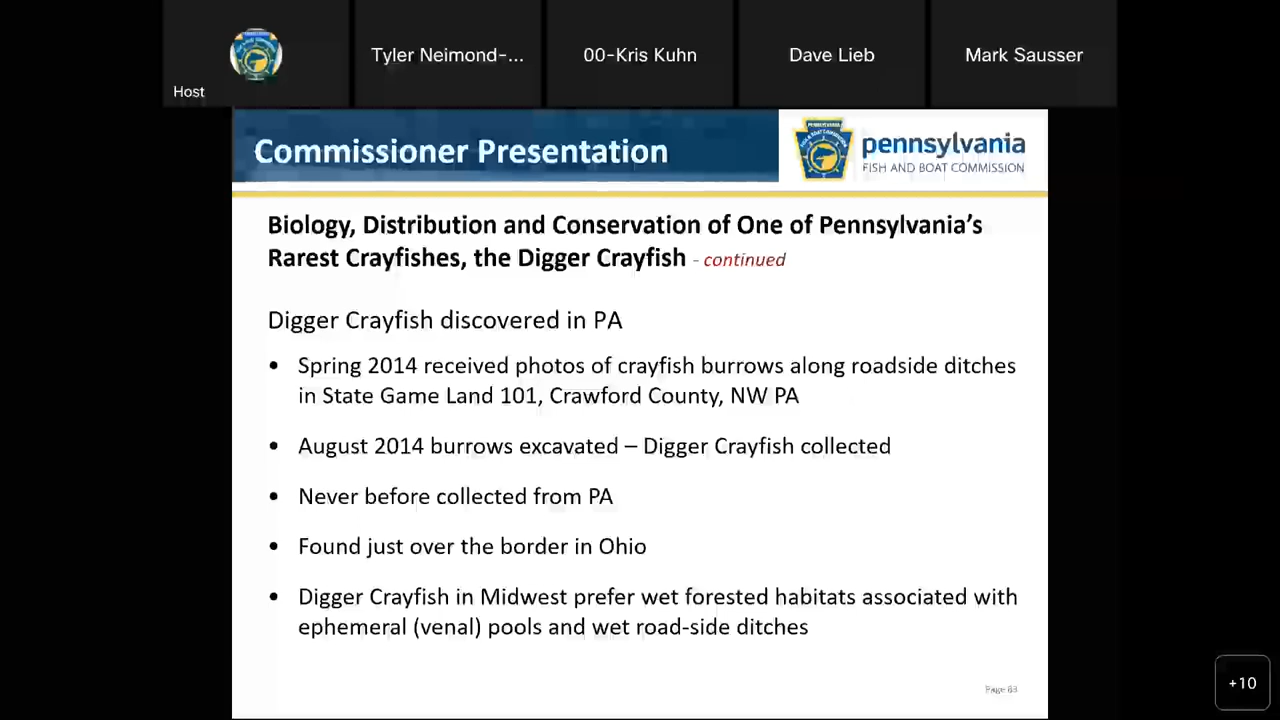 Host
Tyler Neimond-...
00-Kris Kuhn
Dave Lieb
Mark Sausser
Commissioner Presentation
pennsylvania
FISH AND BOAT COMMISSION
Biology, Distribution and Conservation of One of Pennsylvania's
Rarest Crayfishes, the Digger Crayfish - continued
Digger Crayfish discovered in PA
• Spring 2014 received photos of crayfish burrows along roadside ditches
in State Game Land 101, Crawford County, NW PA
• August 2014 burrows excavated – Digger Crayfish collected
• Never before collected from PA
• Found just over the border in Ohio
• Digger Crayfish in Midwest prefer wet forested habitats associated with
ephemeral (venal) pools and wet road-side ditches
Page 63
+10